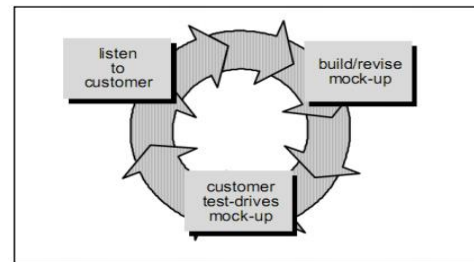 listen
to
customer
build/revise
mock-up
customer
test-drives
mock-up